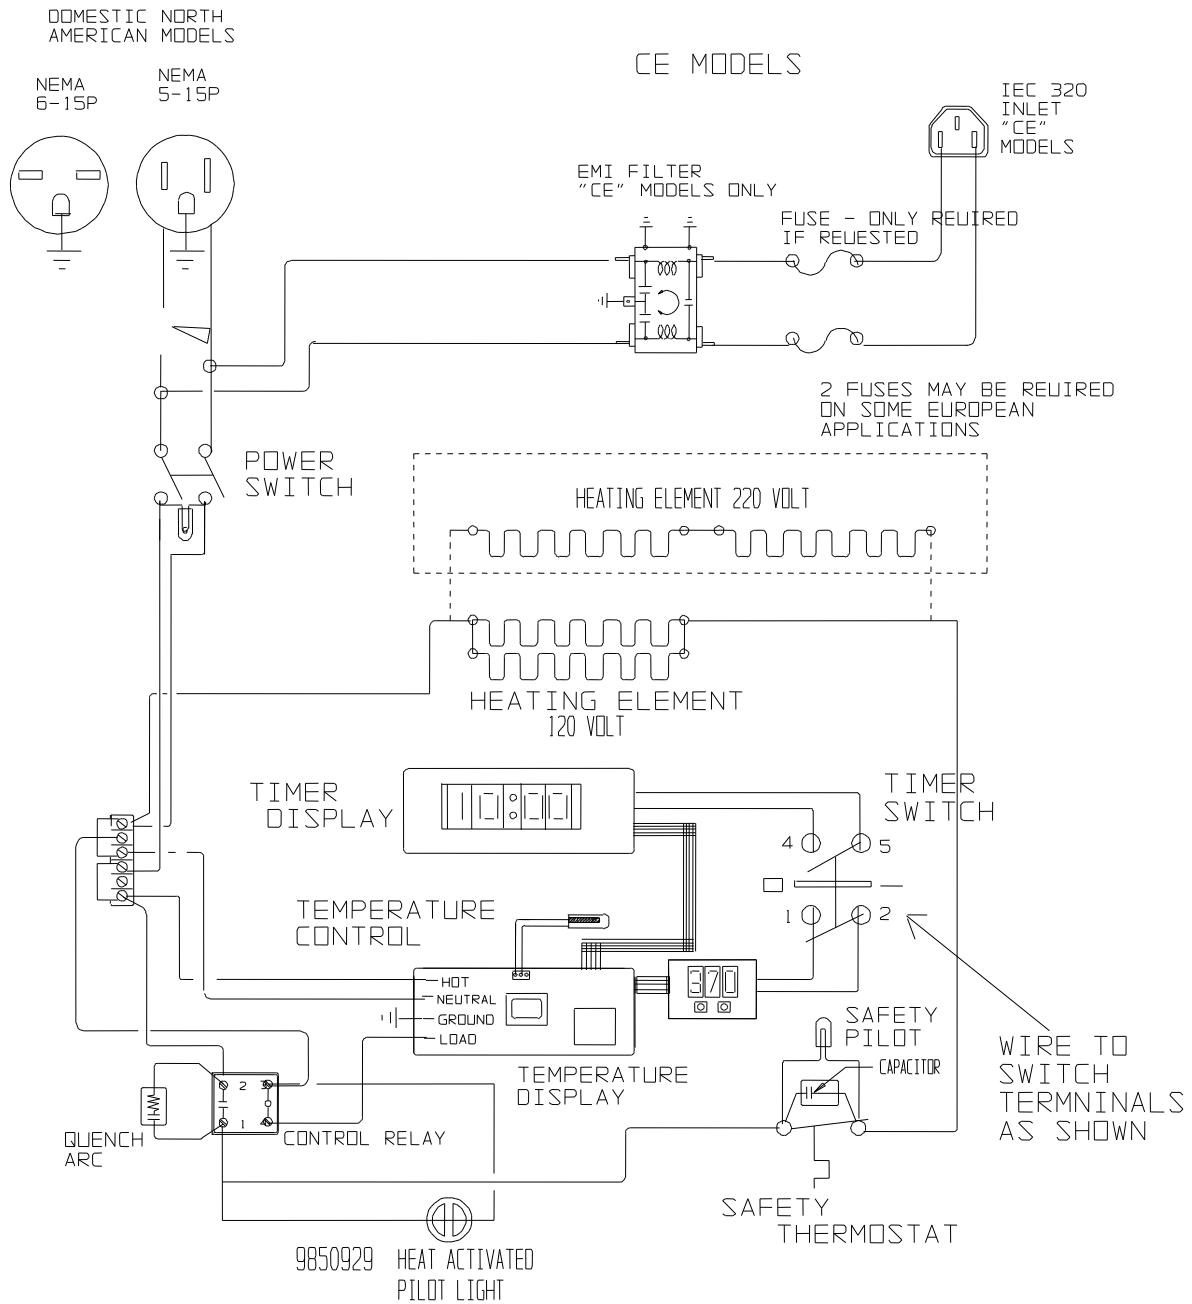 DOMESTIC NORTH
AMERICAN MODELS
NEMA
6-15P
NEMA
5-15P
CE MODELS
IEC 320
INLET
"CE"
MODELS
EMI FILTER
"CE" MODELS ONLY
FUSE - ONLY REUIRED
IF REUESTED
2 FUSES MAY BE REUIRED
ON SOME EUROPEAN
APPLICATIONS
POWER
SWITCH
HEATING ELEMENT 220 VOLT
HEATING ELEMENT
120 VOLT
TIMER
DISPLAY
10:00
TIMER
SWITCH
4
5
1
2
TEMPERATURE
CONTROL
HOT
NEUTRAL
GROUND
LOAD
370
TEMPERATURE
DISPLAY
SAFETY
PILOT
CAPACITOR
WIRE TO
SWITCH
TERMNINALS
AS SHOWN
2
3
1
4
QUENCH
ARC
CONTROL RELAY
SAFETY
THERMOSTAT
9850929
HEAT ACTIVATED
PILOT LIGHT